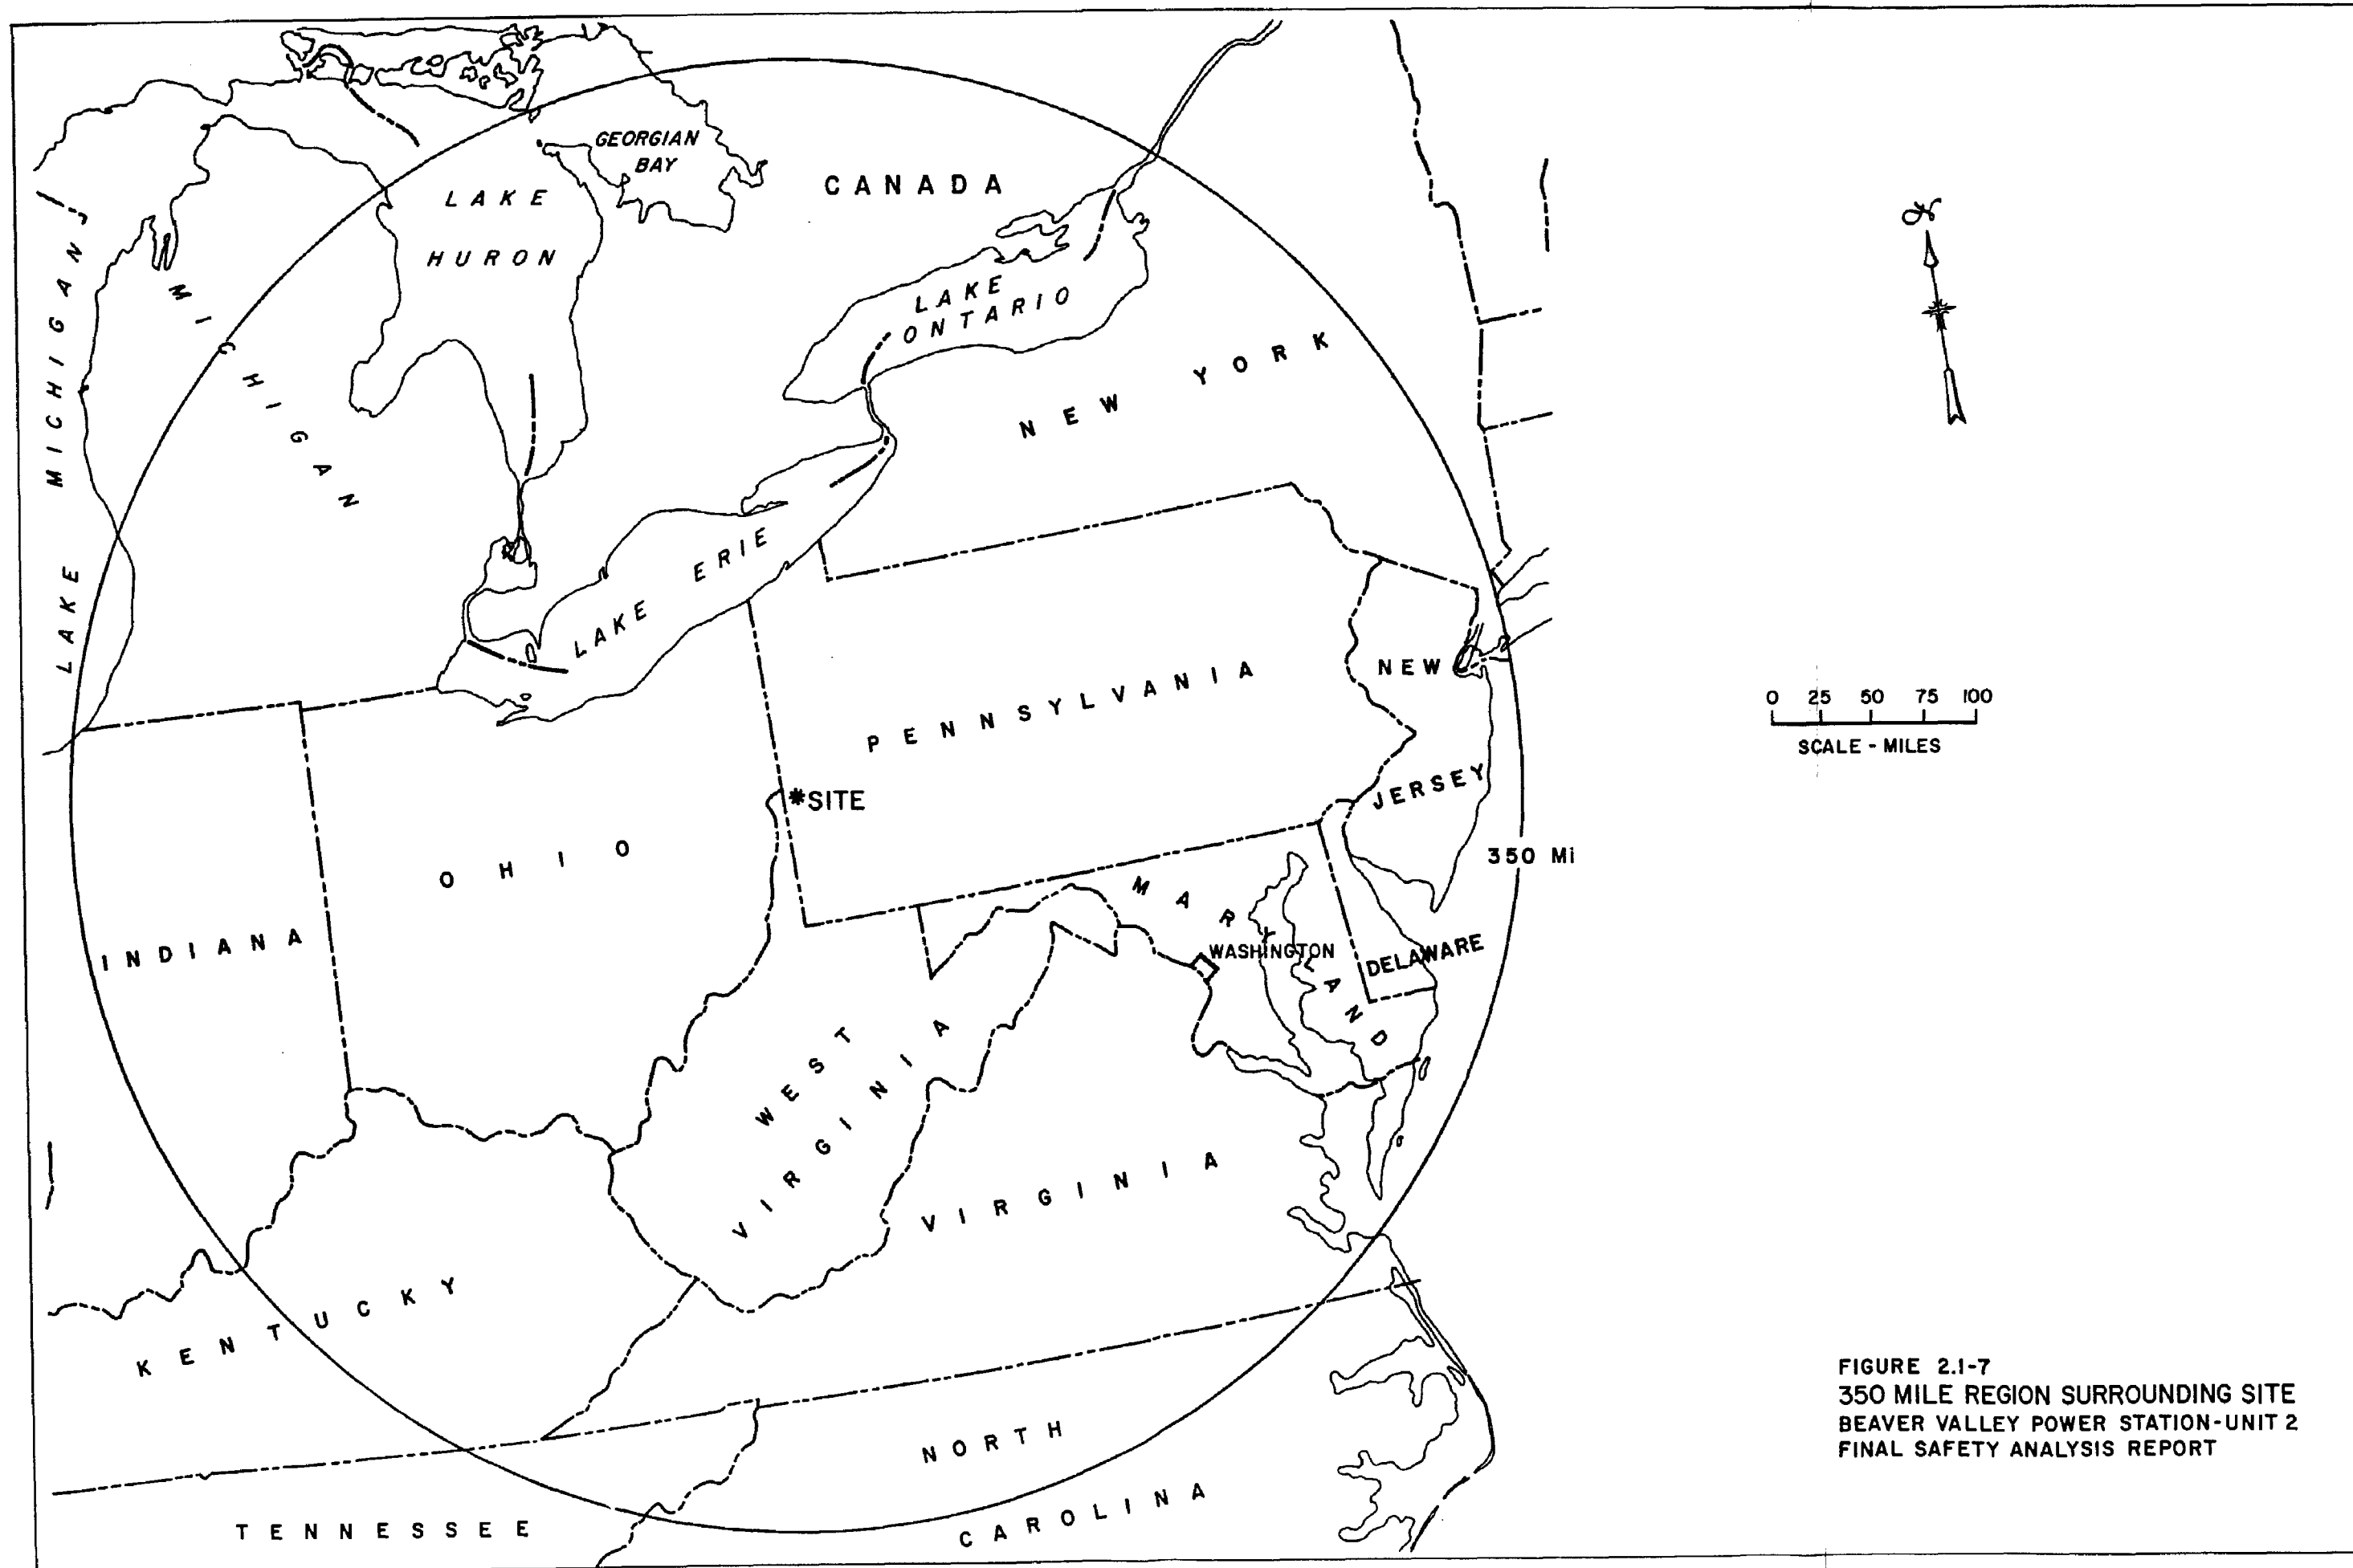 GEORGIAN
BAY
CANADA
LAKE
HURON
LAKE MICHIGAN
MICHIGAN
LAKE
ONTARIO
NEW YORK
LAKE ERIE
PENNSYLVANIA
NEW
JERSEY
*SITE
OHIO
INDIANA
350 Mi
MARYLAND
WASHINGTON
DELAWARE
WEST
VIRGINIA
VIRGINIA
KENTUCKY
NORTH
CAROLINA
TENNESSEE
N
0 25 50 75 100
SCALE - MILES
FIGURE 2.1-7
350 MILE REGION SURROUNDING SITE
BEAVER VALLEY POWER STATION-UNIT 2
FINAL SAFETY ANALYSIS REPORT